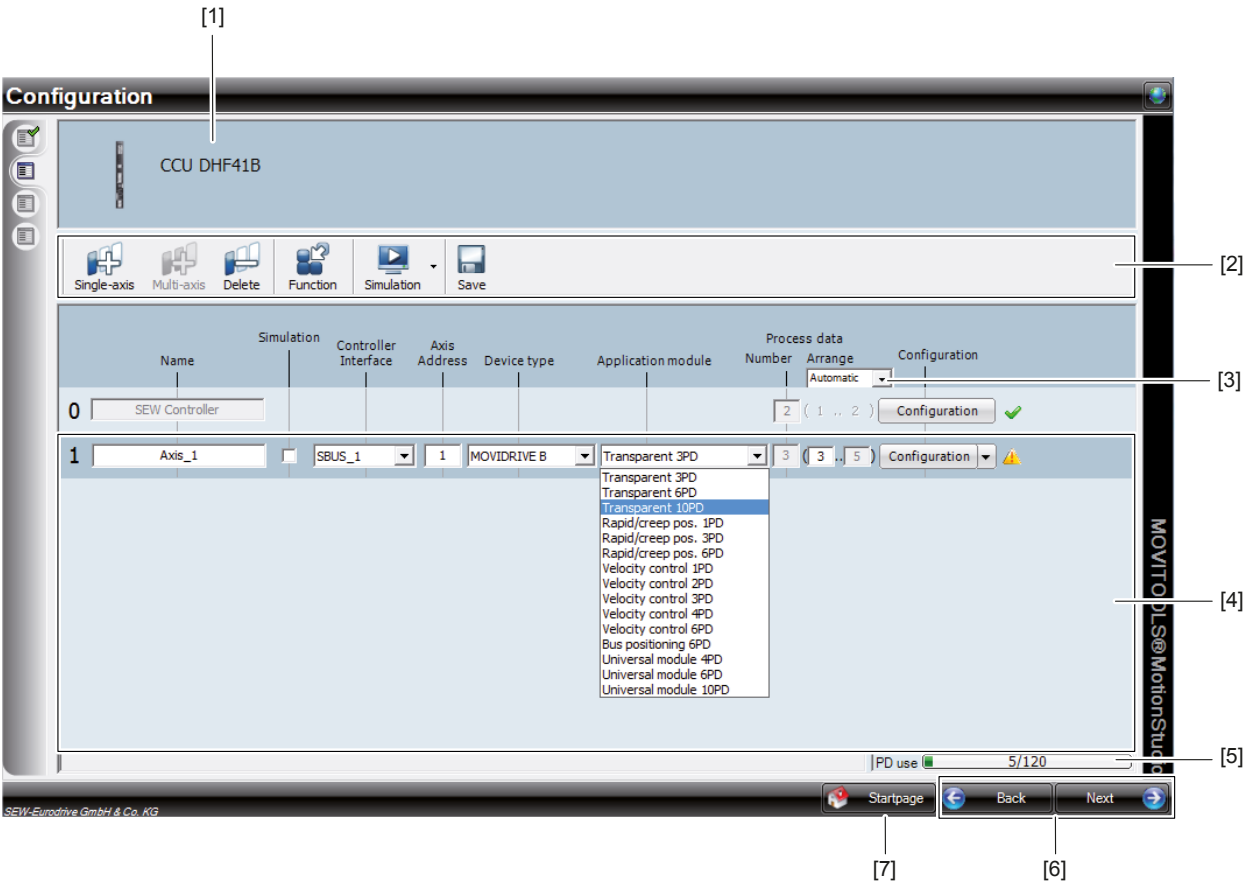 [1]
Configuration
CCU DHF41B
Single-axis Multi-axis Delete Function Simulation Save
[2]
Name Simulation Controller Interface Axis Address Device type Application module Process data Number Arrange Configuration
Automatic
[3]
0 SEW Controller 2 ( 1 .. 2 ) Configuration
1 Axis_1 SBUS_1 1 MOVIDRIVE B Transparent 3PD 3 ( 3 .. 5 ) Configuration
Transparent 3PD
Transparent 6PD
Transparent 10PD
Rapid/creep pos. 1PD
Rapid/creep pos. 3PD
Rapid/creep pos. 6PD
Velocity control 1PD
Velocity control 2PD
Velocity control 3PD
Velocity control 4PD
Velocity control 6PD
Bus positioning 6PD
Universal module 4PD
Universal module 6PD
Universal module 10PD
[4]
MOVITOOLS®MotionStudio
PD use 5/120
[5]
SEW-Eurodrive GmbH & Co. KG
Startpage Back Next
[7] [6]